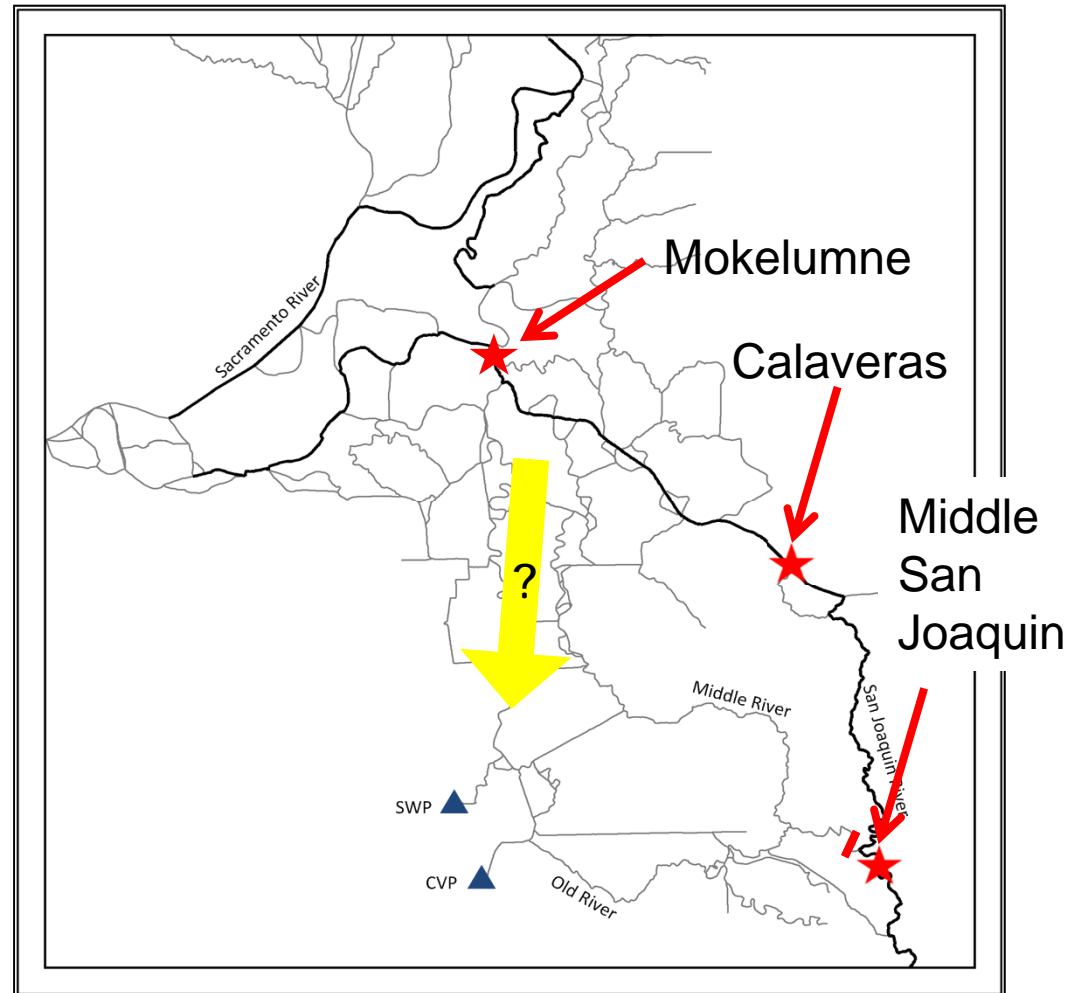 Mokelumne
Sacramento River
Calaveras
Middle
San
Joaquin
?
Middle River
San Joaquin River
SWP
CVP
Old River